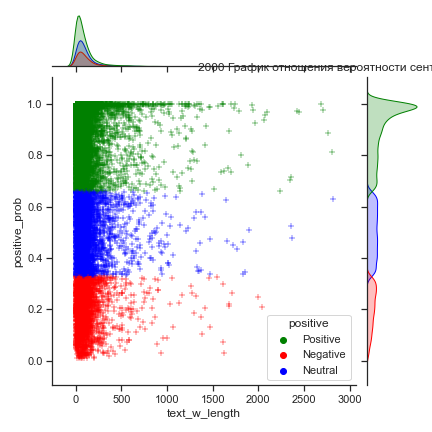 2000 График отношения вероятности сент
1.0
0.8
0.6
0.4
0.2
0.0
positive_prob
0
500
1000
1500
2000
2500
3000
text_w_length
positive
Positive
Negative
Neutral